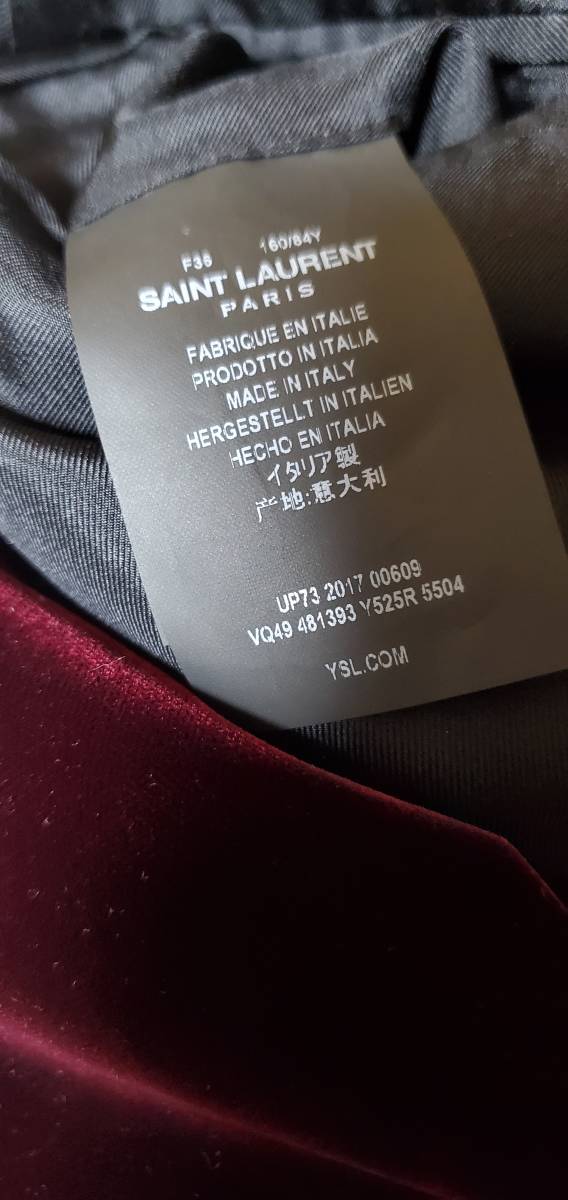 F36 160/84Y
SAINT LAURENT
PARIS
FABRIQUE EN ITALIE
PRODOTTO IN ITALIA
MADE IN ITALY
HERGESTELLT IN ITALIEN
HECHO EN ITALIA
イタリア製
产地:意大利
UP73 2017 00609
VQ49 481393 Y525R 5504
YSL.COM